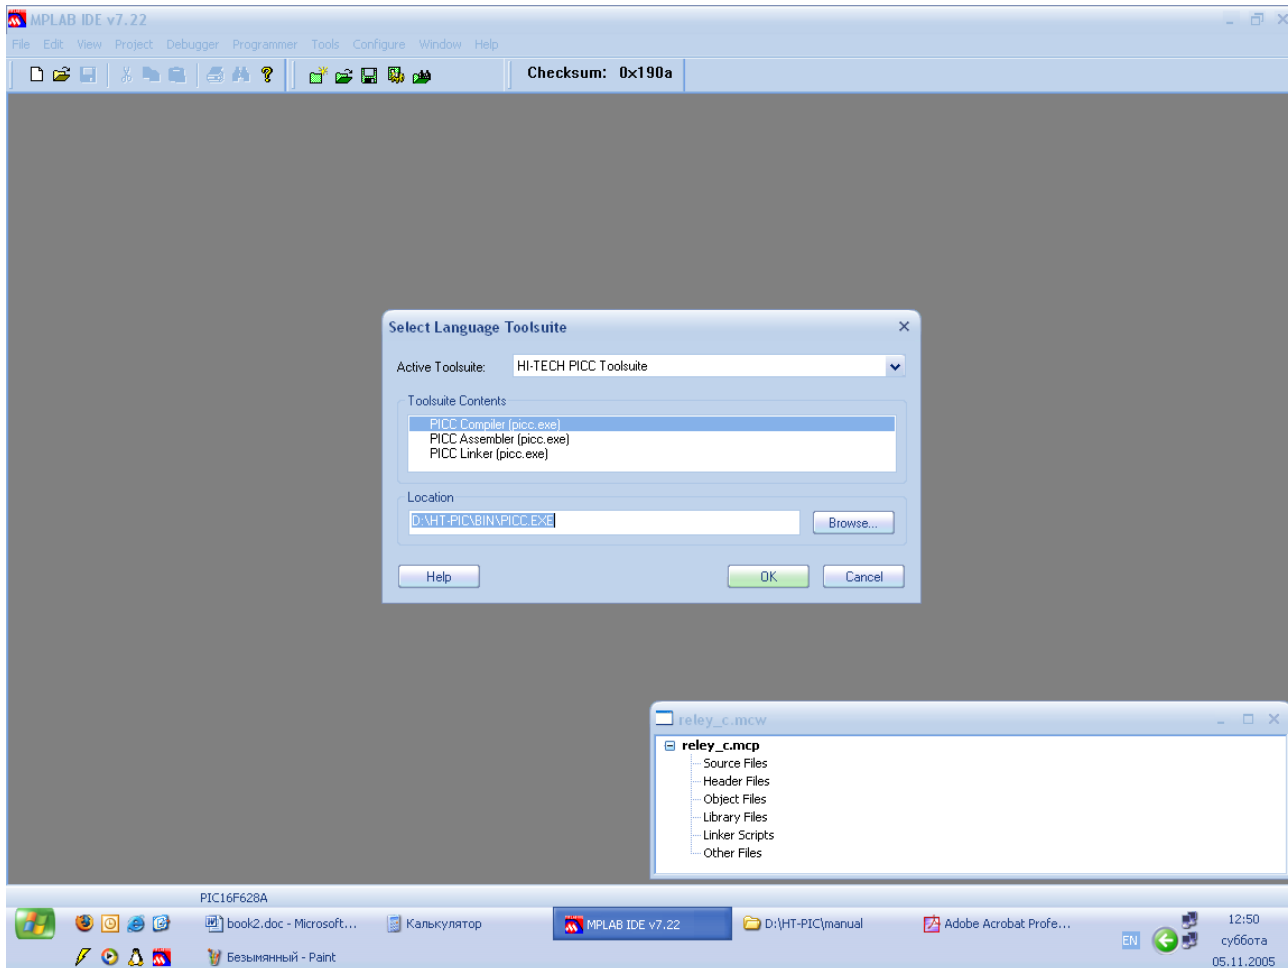 MPLAB IDE v7.22
File Edit View Project Debugger Programmer Tools Configure Window Help
Checksum: 0x190a
Select Language Toolsuite
Active Toolsuite: HI-TECH PICC Toolsuite
Toolsuite Contents
PICC Compiler (picc.exe)
PICC Assembler (picc.exe)
PICC Linker (picc.exe)
Location
D:\HT-PIC\BIN\PICC.EXE Browse...
Help OK Cancel
reley_c.mcw
reley_c.mcp
Source Files
Header Files
Object Files
Library Files
Linker Scripts
Other Files
PIC16F628A
book2.doc - Microsoft... Калькулятор MPLAB IDE v7.22 D:\HT-PIC\manual Adobe Acrobat Profe... 12:50
EN суббота
Безымянный - Paint 05.11.2005